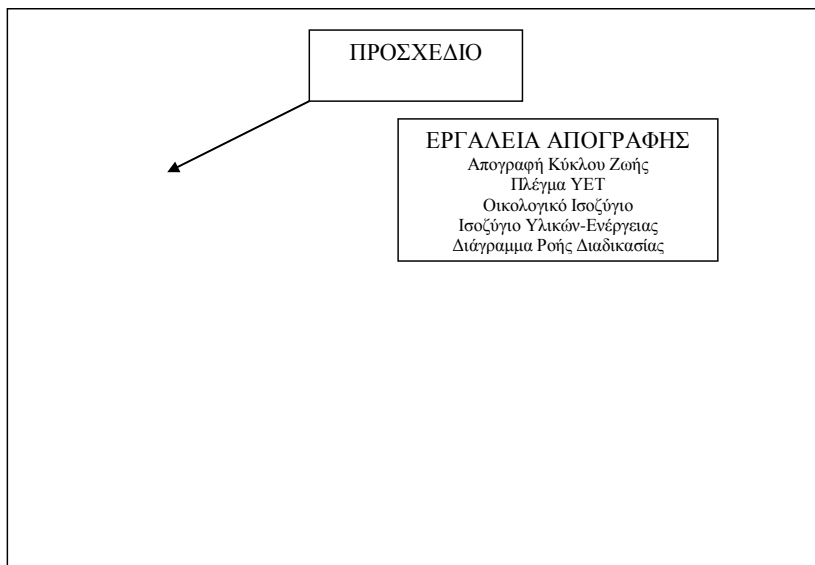 ΠΡΟΣΧΕΔΙΟ
ΕΡΓΑΛΕΙΑ ΑΠΟΓΡΑΦΗΣ
Απογραφή Κύκλου Ζωής
Πλέγμα ΥΕΤ
Οικολογικό Ισοζύγιο
Ισοζύγιο Υλικών-Ενέργειας
Διάγραμμα Ροής Διαδικασίας